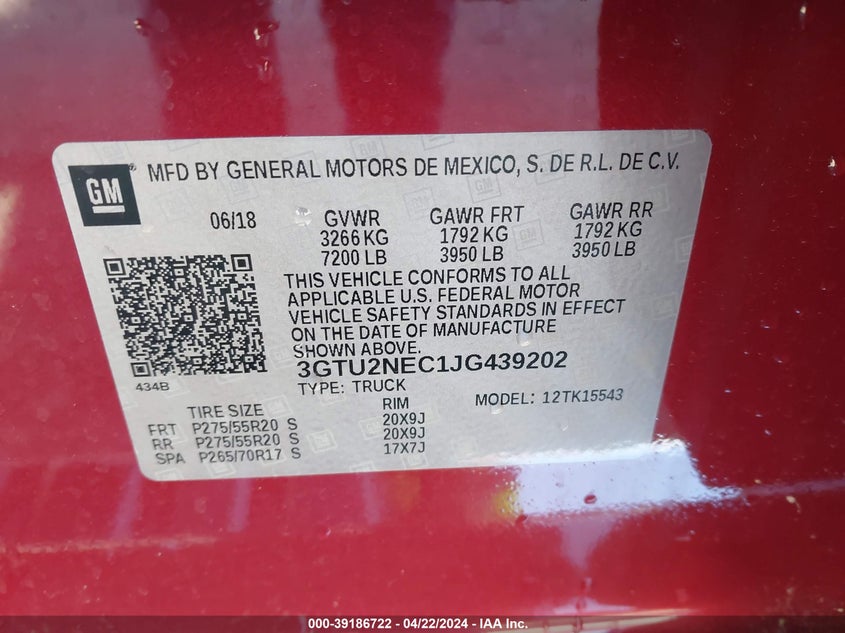 GM
MFD BY GENERAL MOTORS DE MEXICO, S. DE R.L. DE C.V.
06/18 GVWR GAWR FRT GAWR RR
3266 KG 1792 KG 1792 KG
7200 LB 3950 LB 3950 LB
THIS VEHICLE CONFORMS TO ALL
APPLICABLE U.S. FEDERAL MOTOR
VEHICLE SAFETY STANDARDS IN EFFECT
ON THE DATE OF MANUFACTURE
SHOWN ABOVE.
434B
3GTU2NEC1JG439202
TYPE: TRUCK MODEL: 12TK15543
TIRE SIZE RIM
FRT P275/55R20 S 20X9J
RR P275/55R20 S 20X9J
SPA P265/70R17 S 17X7J
000-39186722 - 04/22/2024 - IAA Inc.